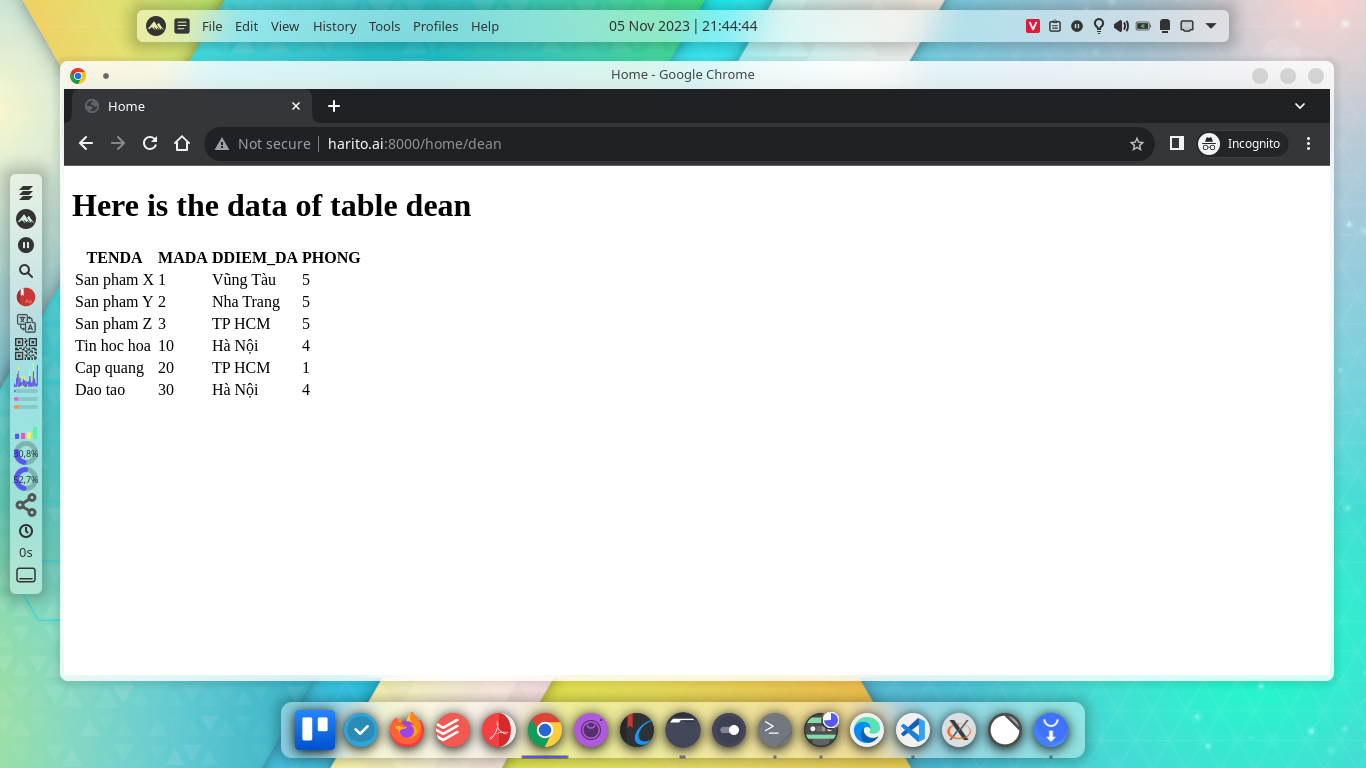 File Edit View History Tools Profiles Help 05 Nov 2023 | 21:44:44
Home - Google Chrome
Home
Not secure harito.ai:8000/home/dean Incognito
Here is the data of table dean
TENDA MADA DDIEM_DA PHONG
San pham X 1 Vũng Tàu 5
San pham Y 2 Nha Trang 5
San pham Z 3 TP HCM 5
Tin hoc hoa 10 Hà Nội 4
Cap quang 20 TP HCM 1
Dao tao 30 Hà Nội 4
52,7%
0s